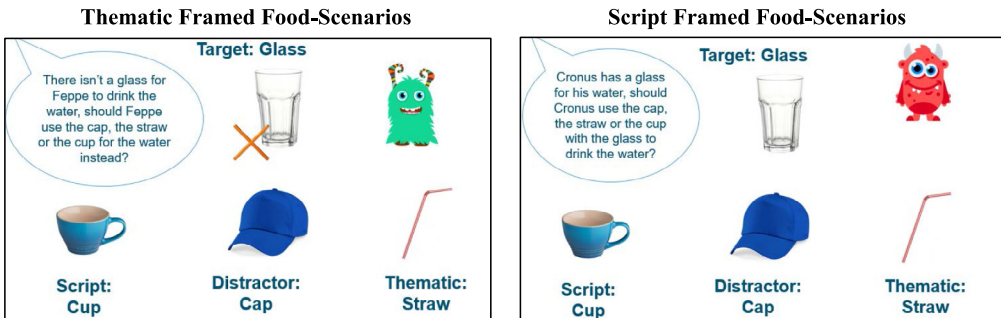 Thematic Framed Food-Scenarios
Target: Glass
There isn't a glass for
Feppe to drink the
water, should Feppe
use the cap, the straw
or the cup for the water
instead?
Script:
Cup
Distractor:
Cap
Thematic:
Straw
Script Framed Food-Scenarios
Target: Glass
Cronus has a glass
for his water, should
Cronus use the cap,
the straw or the cup
with the glass to
drink the water?
Script:
Cup
Distractor:
Cap
Thematic:
Straw